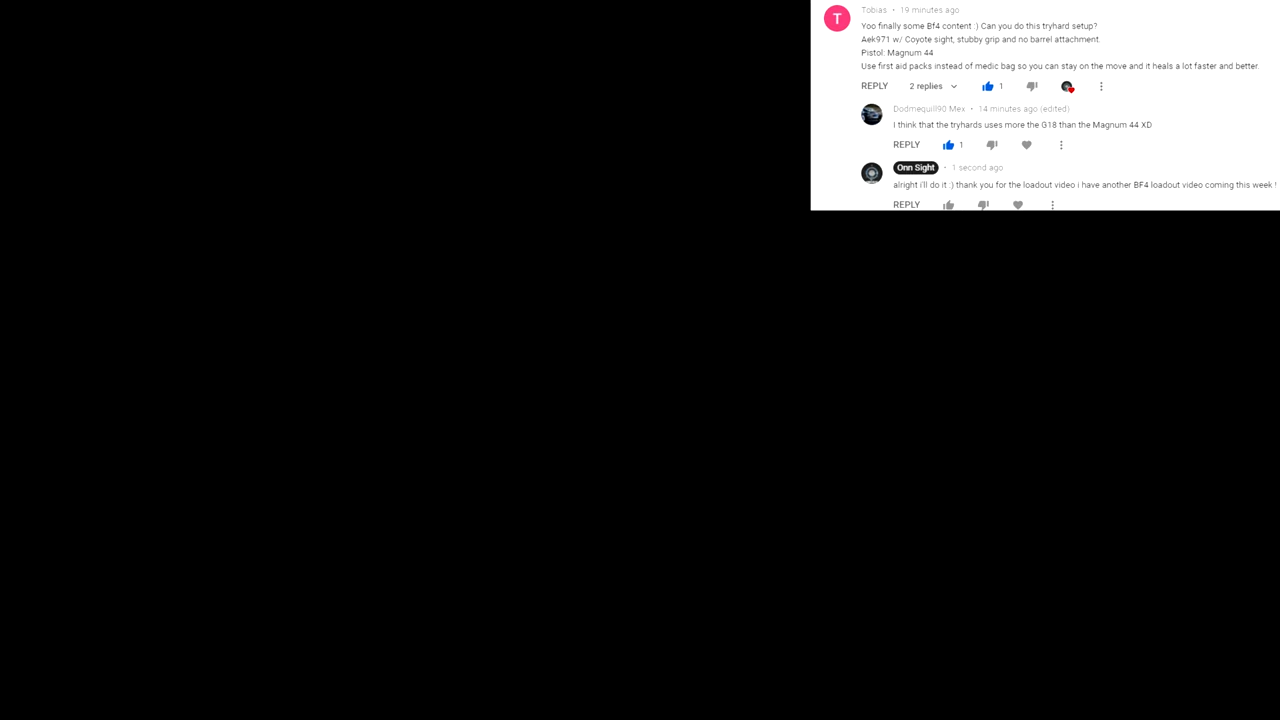 T
Tobias • 19 minutes ago
Yoo finally some Bf4 content :) Can you do this tryhard setup?
Aek971 w/ Coyote sight, stubby grip and no barrel attachment.
Pistol: Magnum 44
Use first aid packs instead of medic bag so you can stay on the move and it heals a lot faster and better.
REPLY 2 replies 1
Dodmequill90 Mex • 14 minutes ago (edited)
I think that the tryhards uses more the G18 than the Magnum 44 XD
REPLY 1
Onn Sight • 1 second ago
alright i'll do it :) thank you for the loadout video i have another BF4 loadout video coming this week !
REPLY